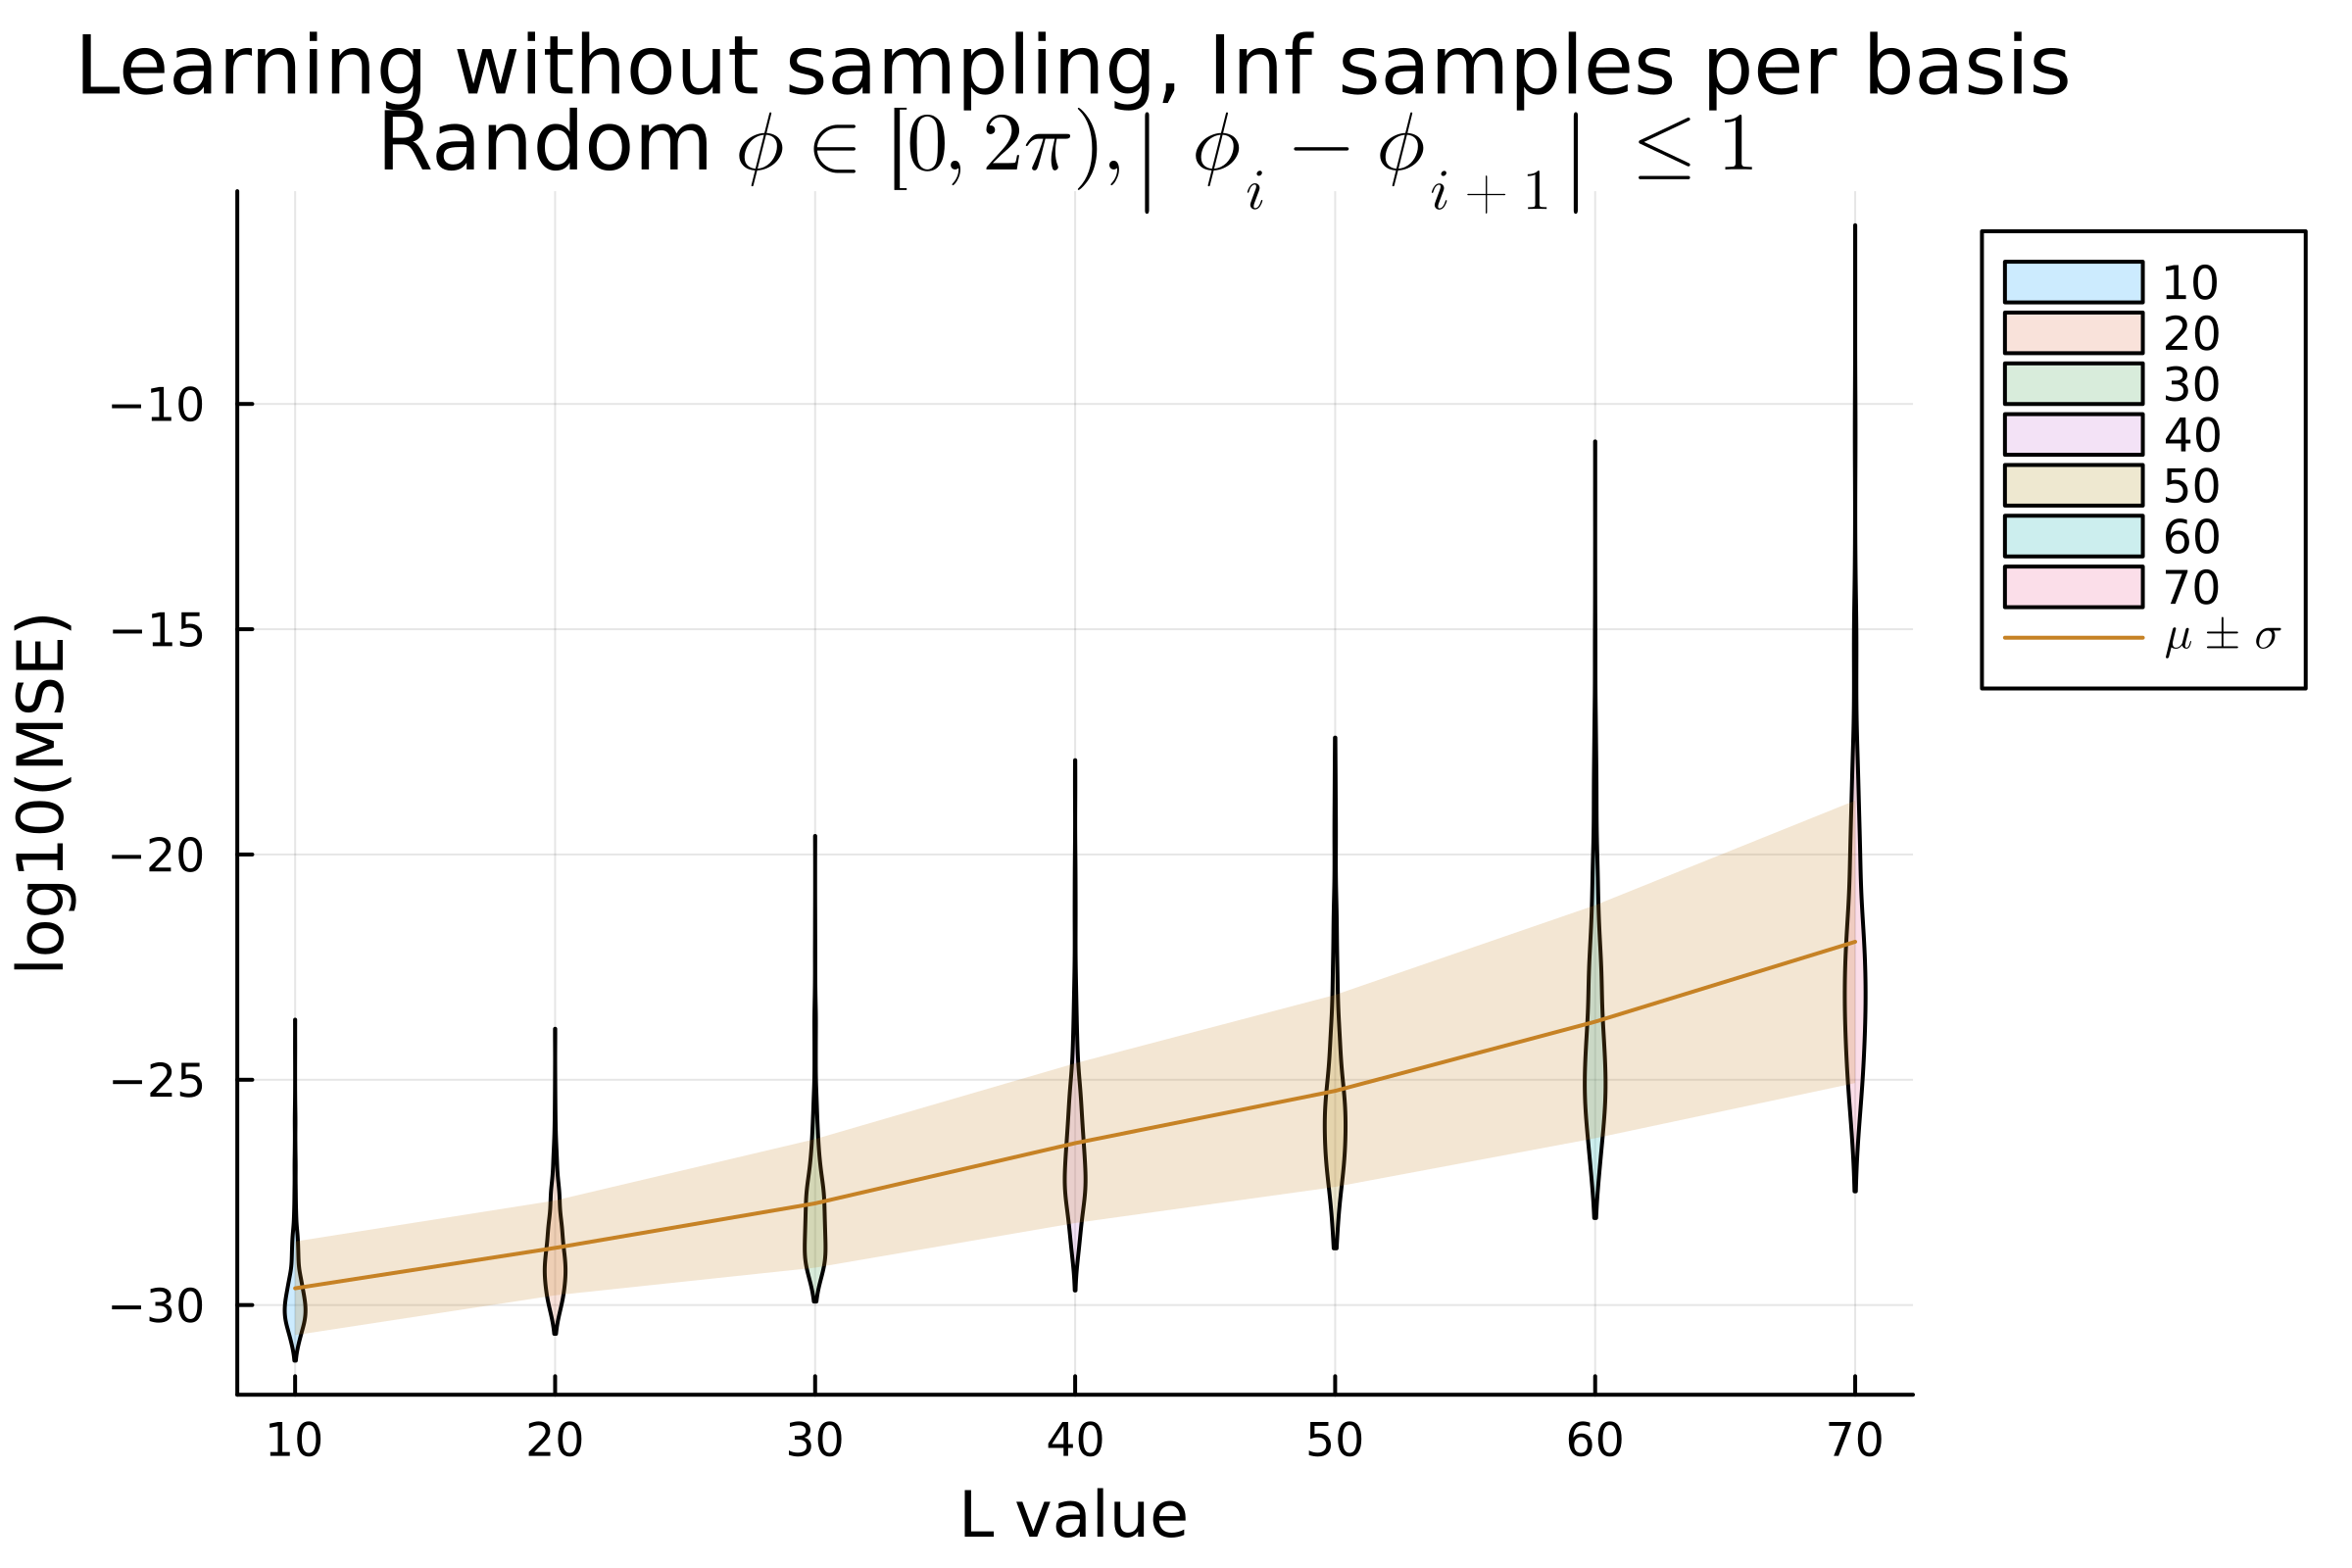 Learning without sampling, Inf samples per basis
Random ϕ ∈ [0, 2π), | ϕ_i − ϕ_{i + 1} | ≤ 1
log10(MSE)
−10
−15
−20
−25
−30
10 20 30 40 50 60 70
L value
10
20
30
40
50
60
70
μ ± σ